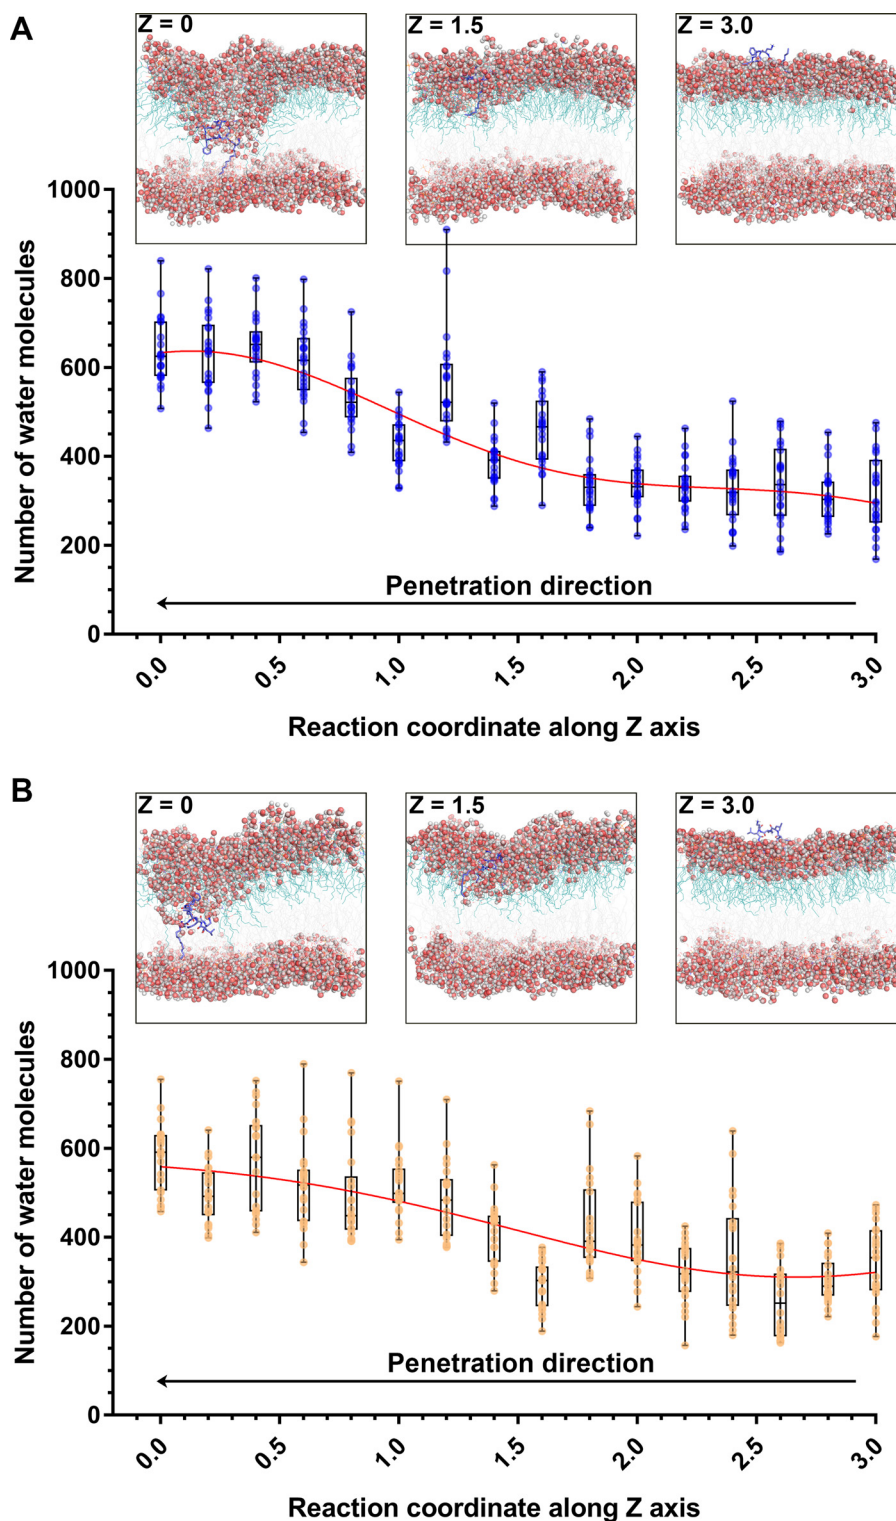 A
Z = 0
Z = 1.5
Z = 3.0
Number of water molecules
1000
800
600
400
200
0
Penetration direction
0.0
0.5
1.0
1.5
2.0
2.5
3.0
Reaction coordinate along Z axis
B
Z = 0
Z = 1.5
Z = 3.0
Number of water molecules
1000
800
600
400
200
0
Penetration direction
0.0
0.5
1.0
1.5
2.0
2.5
3.0
Reaction coordinate along Z axis